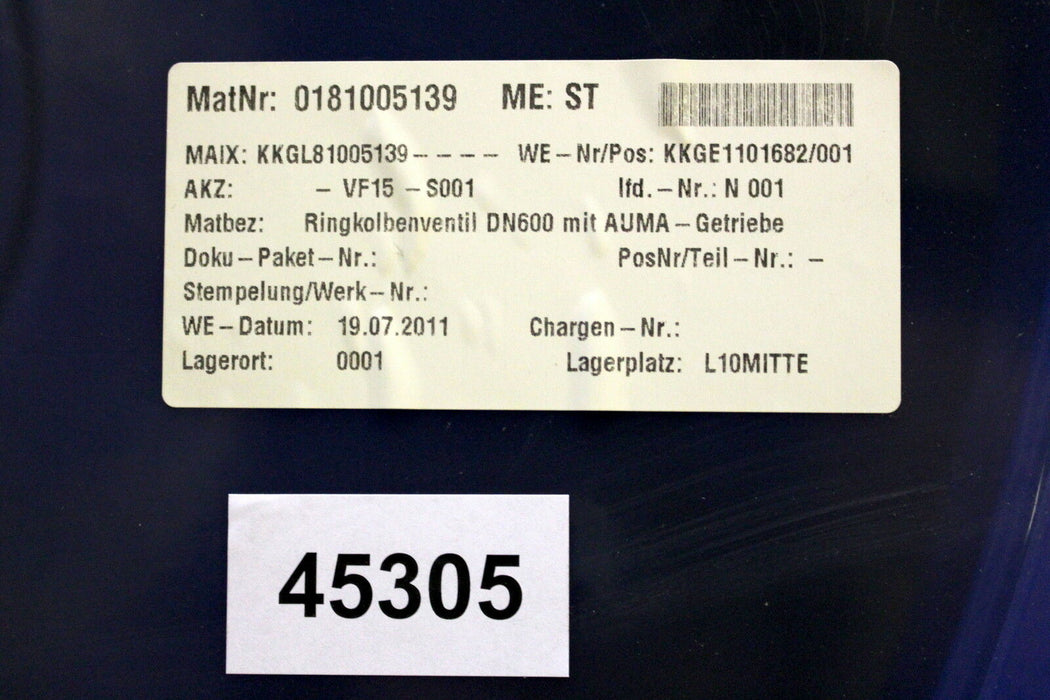 MatNr: 0181005139 ME: ST
MAIX: KKGL81005139 – – – – WE – Nr/Pos: KKGE1101682/001
AKZ: – VF15 – S001 lfd. – Nr.: N 001
Matbez: Ringkolbenventil DN600 mit AUMA – Getriebe
Doku – Paket – Nr.: PosNr/Teil – Nr.: –
Stempelung/Werk – Nr.:
WE – Datum: 19.07.2011 Chargen – Nr.:
Lagerort: 0001 Lagerplatz: L10MITTE
45305